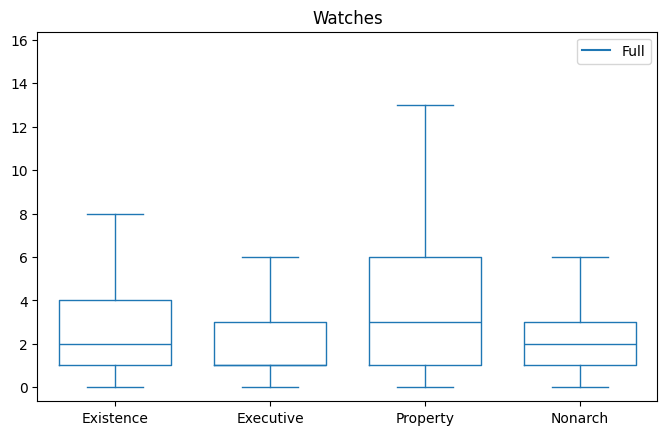 Watches
16
14
12
10
8
6
4
2
0
Full
Existence
Executive
Property
Nonarch